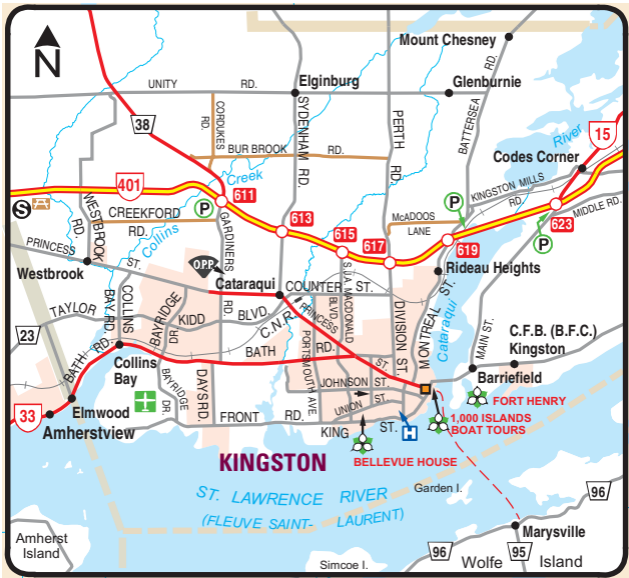 N
Mount Chesney
UNITY RD.
Elginburg
Glenburnie
38
CORDUKES RD.
SYDENHAM RD.
PERTH RD.
BATTERSEA RD.
River
15
BUR BROOK RD.
Codes Corner
401
Creek
611
P
KINGSTON MILLS RD.
S
WESTBROOK RD.
CREEKFORD RD.
P
GARDINERS RD.
613
615
617
McADOOS LANE
619
623
MIDDLE RD.
P
Collins
PRINCESS ST.
Westbrook
OPP
Cataraqui
COUNTER ST.
Rideau Heights
TAYLOR KIDD BLVD.
COLLINS BAY RD.
BAYRIDGE DR.
C.N.R.
PRINCESS ST.
S.J.A. MACDONALD BLVD.
DIVISION ST.
MONTREAL ST.
Cataraqui
MAIN ST.
C.F.B. (B.F.C.)
Kingston
23
BATH RD.
BATH RD.
Collins
Bay
BAYRIDGE DR.
DAYS RD.
PORTSMOUTH AVE.
JOHNSON ST.
Barriefield
FORT HENRY
33
Elmwood
Amherstview
FRONT RD.
UNION ST.
KING ST.
H
1,000 ISLANDS
BOAT TOURS
KINGSTON
BELLEVUE HOUSE
ST. LAWRENCE RIVER
(FLEUVE SAINT- LAURENT)
Garden I.
96
Marysville
Amherst
Island
Simcoe I.
96
Wolfe
95
Island